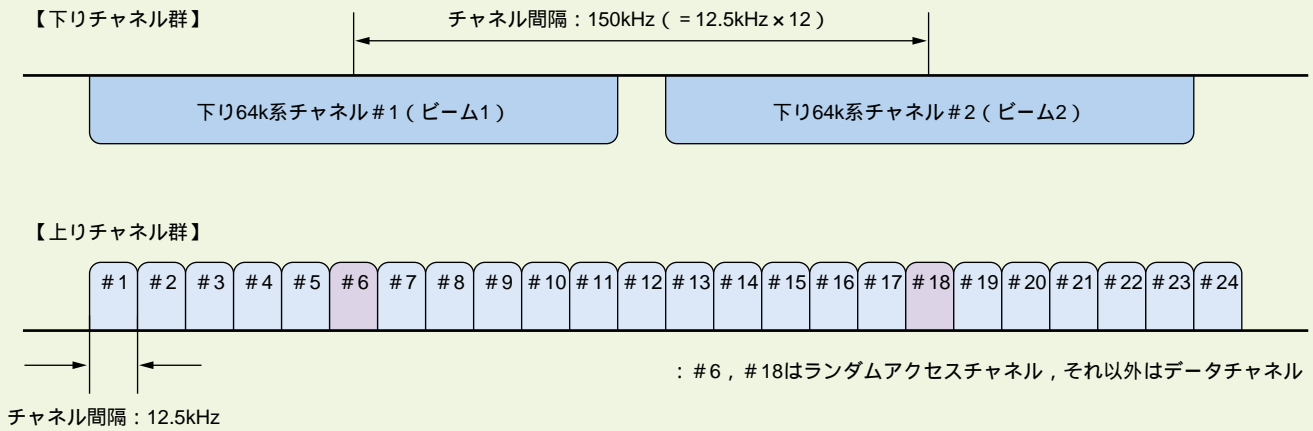 【下りチャネル群】
チャネル間隔：150kHz（=12.5kHz×12）
下り64k系チャネル＃1（ビーム1）
下り64k系チャネル＃2（ビーム2）
【上りチャネル群】
＃1 ＃2 ＃3 ＃4 ＃5 ＃6 ＃7 ＃8 ＃9 ＃10 ＃11 ＃12 ＃13 ＃14 ＃15 ＃16 ＃17 ＃18 ＃19 ＃20 ＃21 ＃22 ＃23 ＃24
：＃6，＃18はランダムアクセスチャネル，それ以外はデータチャネル
チャネル間隔：12.5kHz